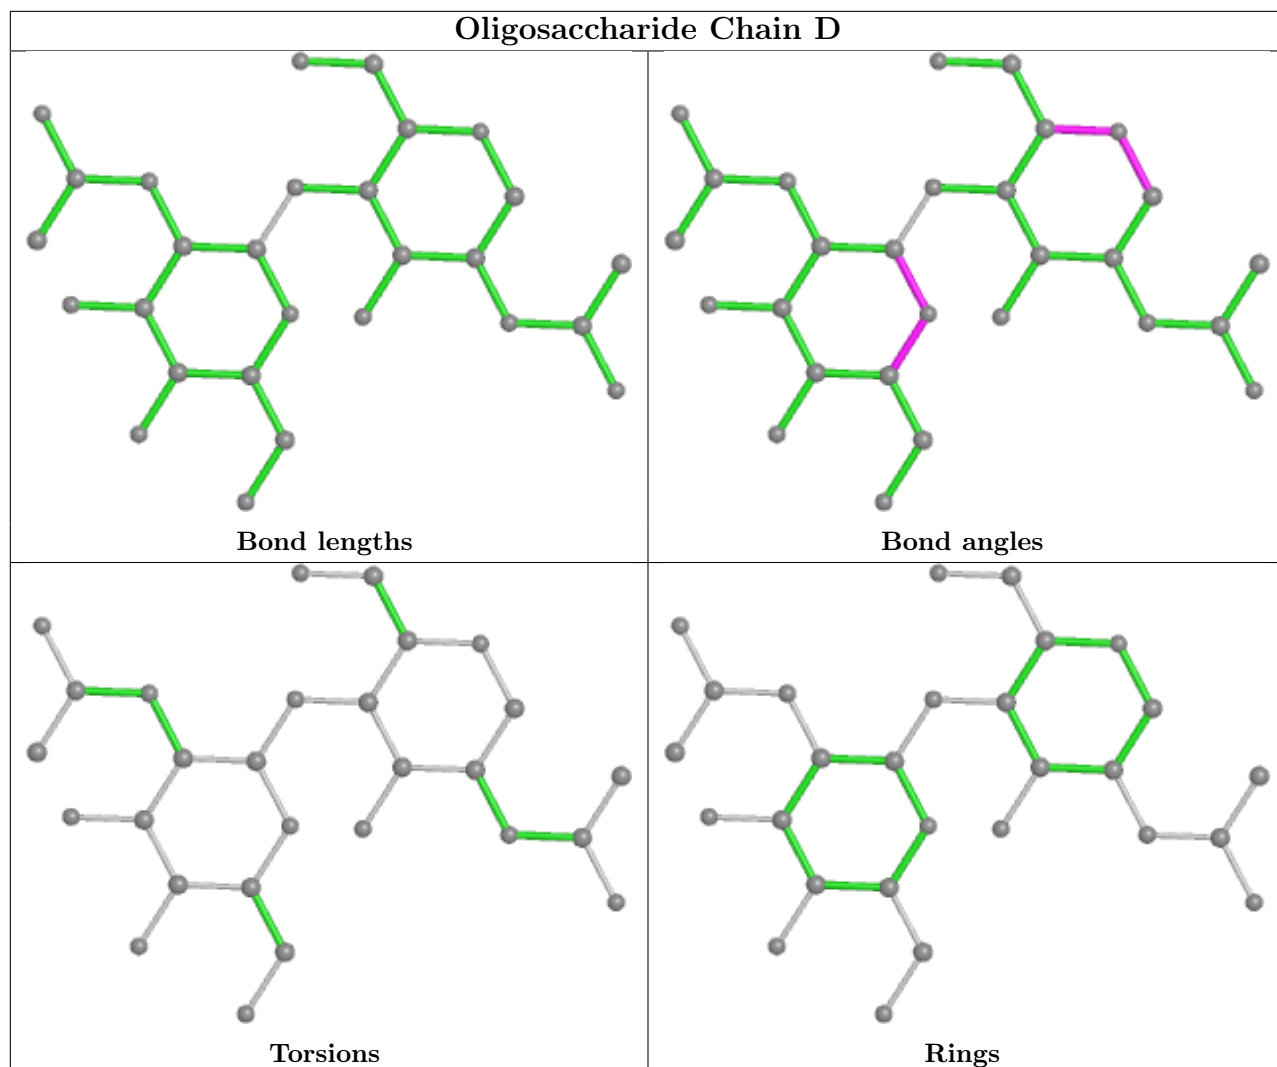 Oligosaccharide Chain D
Bond lengths
Bond angles
Torsions
Rings